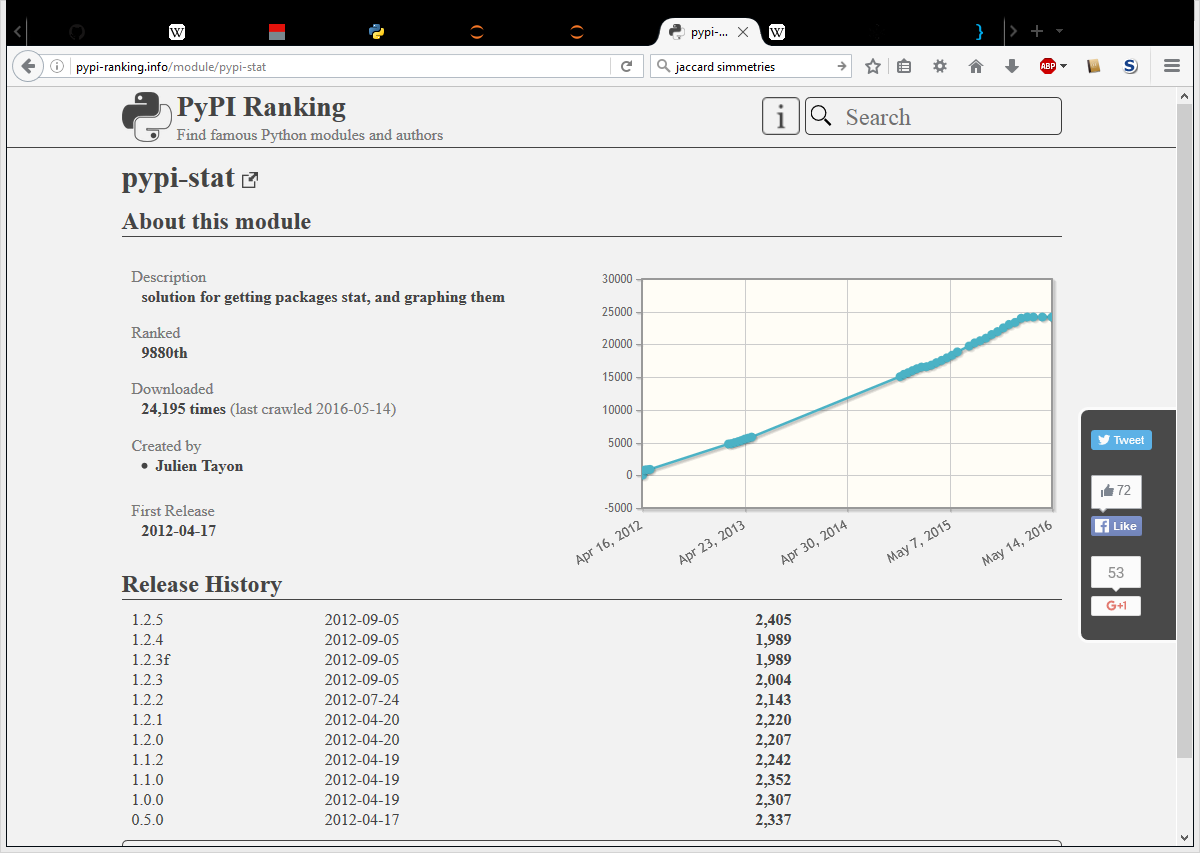 W
pypi-...
W
}
pypi-ranking.info/module/pypi-stat
jaccard simmetries
ABP
S
PyPI Ranking
Find famous Python modules and authors
i
Search
pypi-stat
About this module
Description
solution for getting packages stat, and graphing them
Ranked
9880th
Downloaded
24,195 times (last crawled 2016-05-14)
Created by
• Julien Tayon
First Release
2012-04-17
30000
25000
20000
15000
10000
5000
0
-5000
Apr 16, 2012
Apr 23, 2013
Apr 30, 2014
May 7, 2015
May 14, 2016
Tweet
72
Like
53
G+1
Release History
1.2.5 2012-09-05 2,405
1.2.4 2012-09-05 1,989
1.2.3f 2012-09-05 1,989
1.2.3 2012-09-05 2,004
1.2.2 2012-07-24 2,143
1.2.1 2012-04-20 2,220
1.2.0 2012-04-20 2,207
1.1.2 2012-04-19 2,242
1.1.0 2012-04-19 2,352
1.0.0 2012-04-19 2,307
0.5.0 2012-04-17 2,337